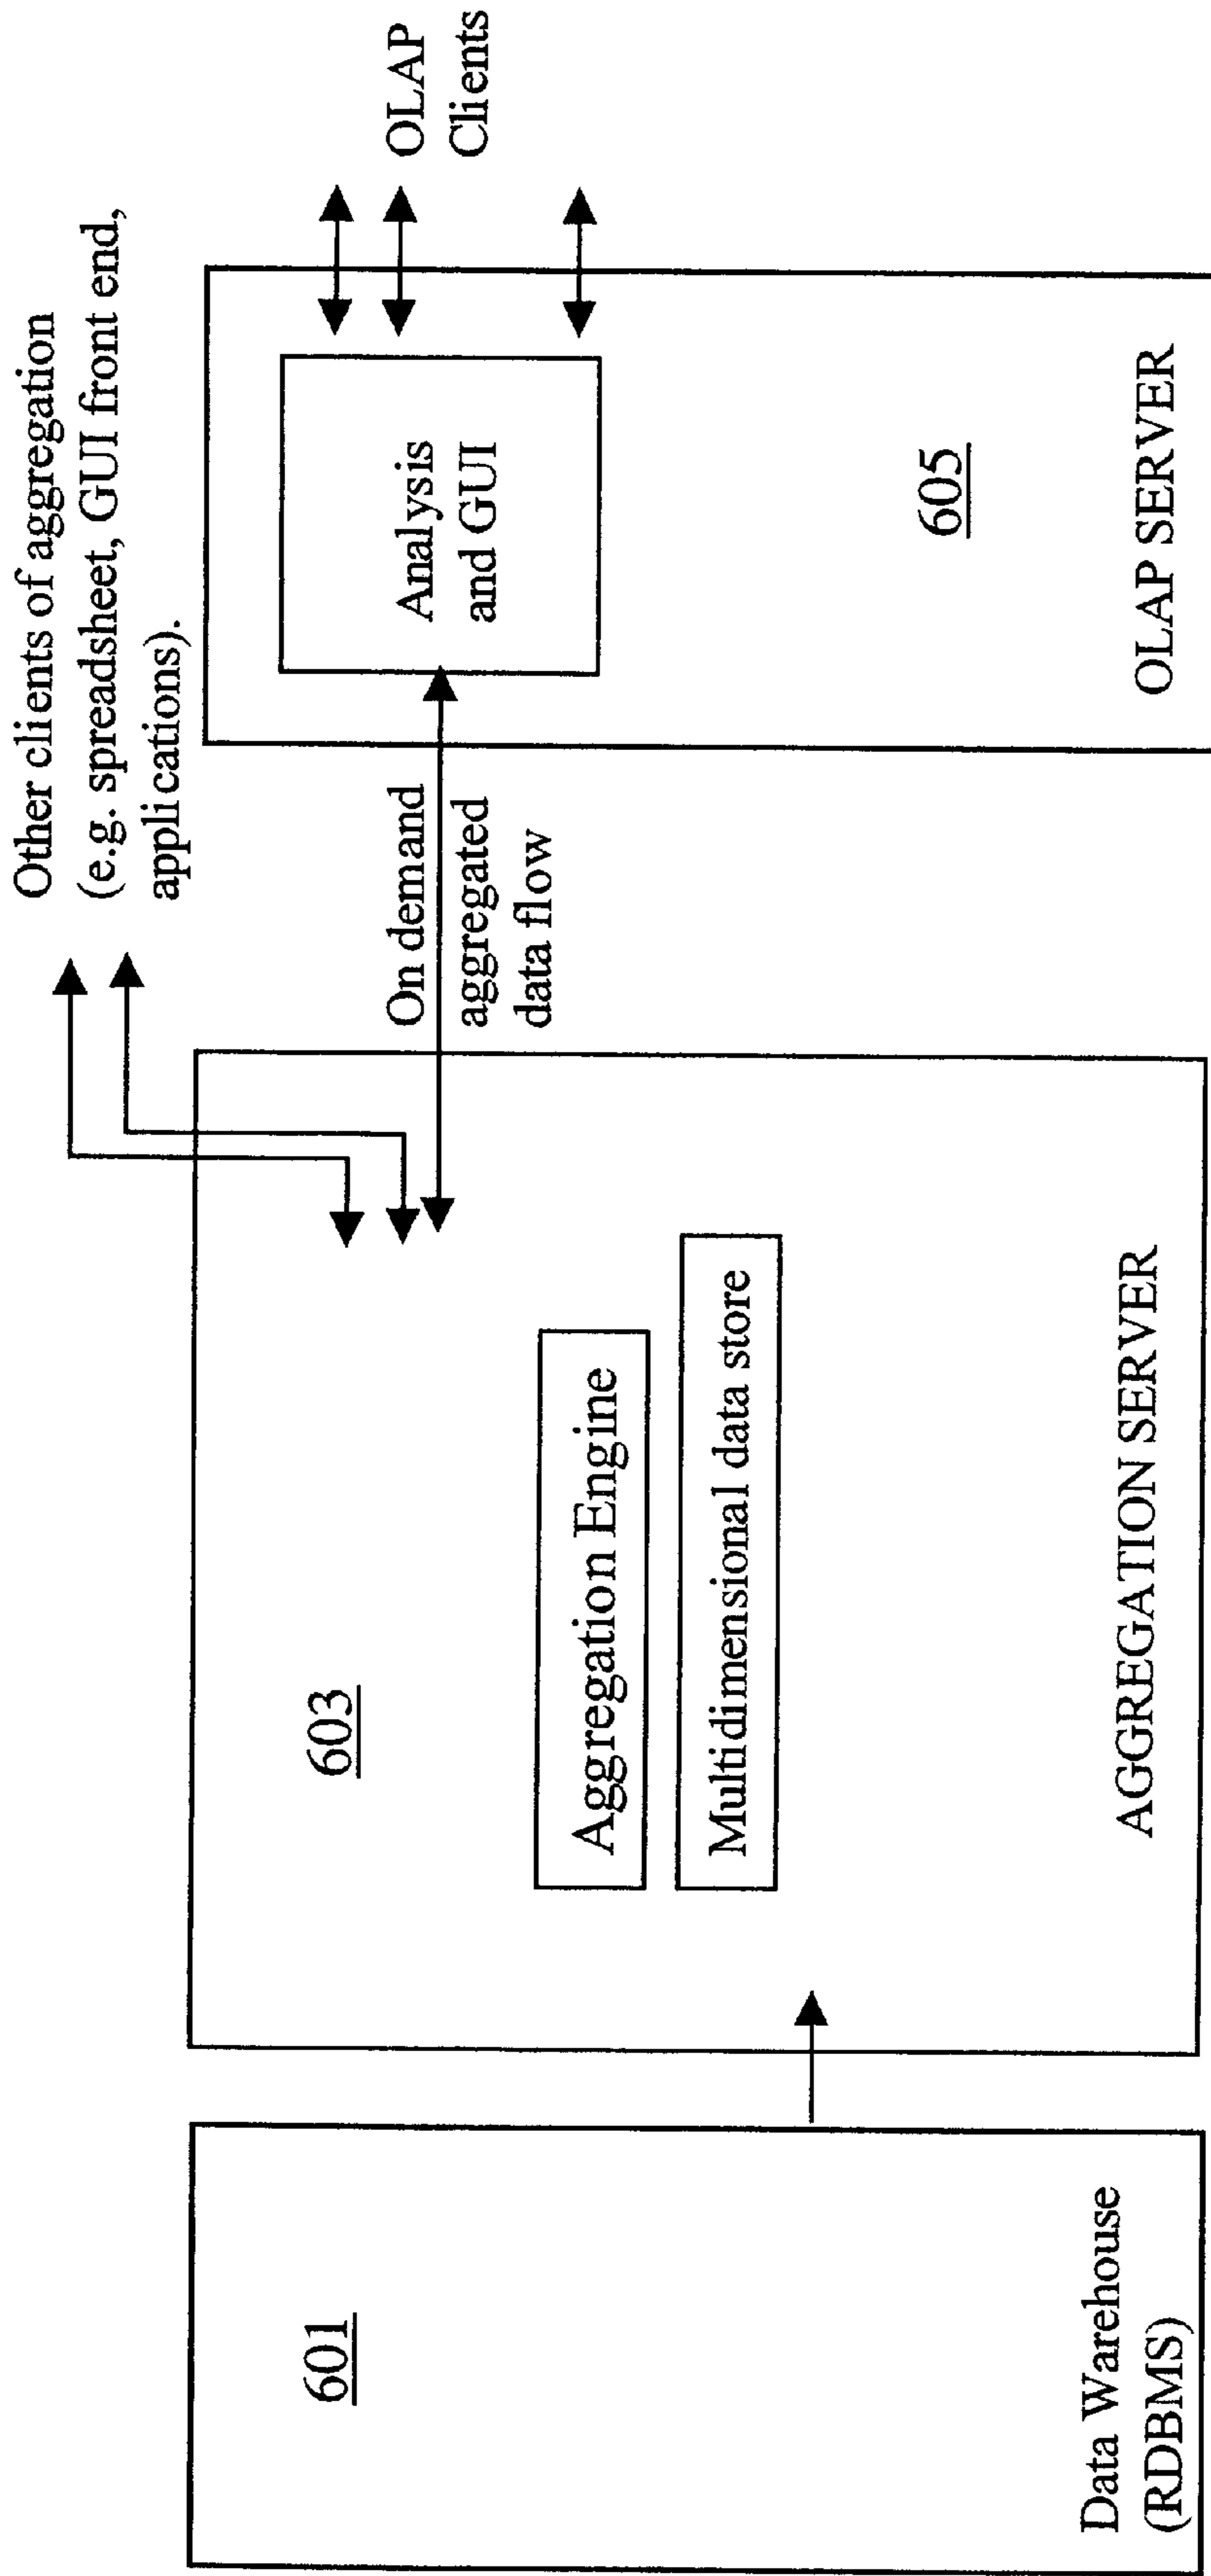 Other clients of aggregation
(e.g. spreadsheet, GUI front end,
applications).
601
Data Warehouse
(RDBMS)
603
Aggregation Engine
Multidimensional data store
AGGREGATION SERVER
On demand
aggregated
data flow
Analysis
and GUI
605
OLAP SERVER
OLAP
Clients